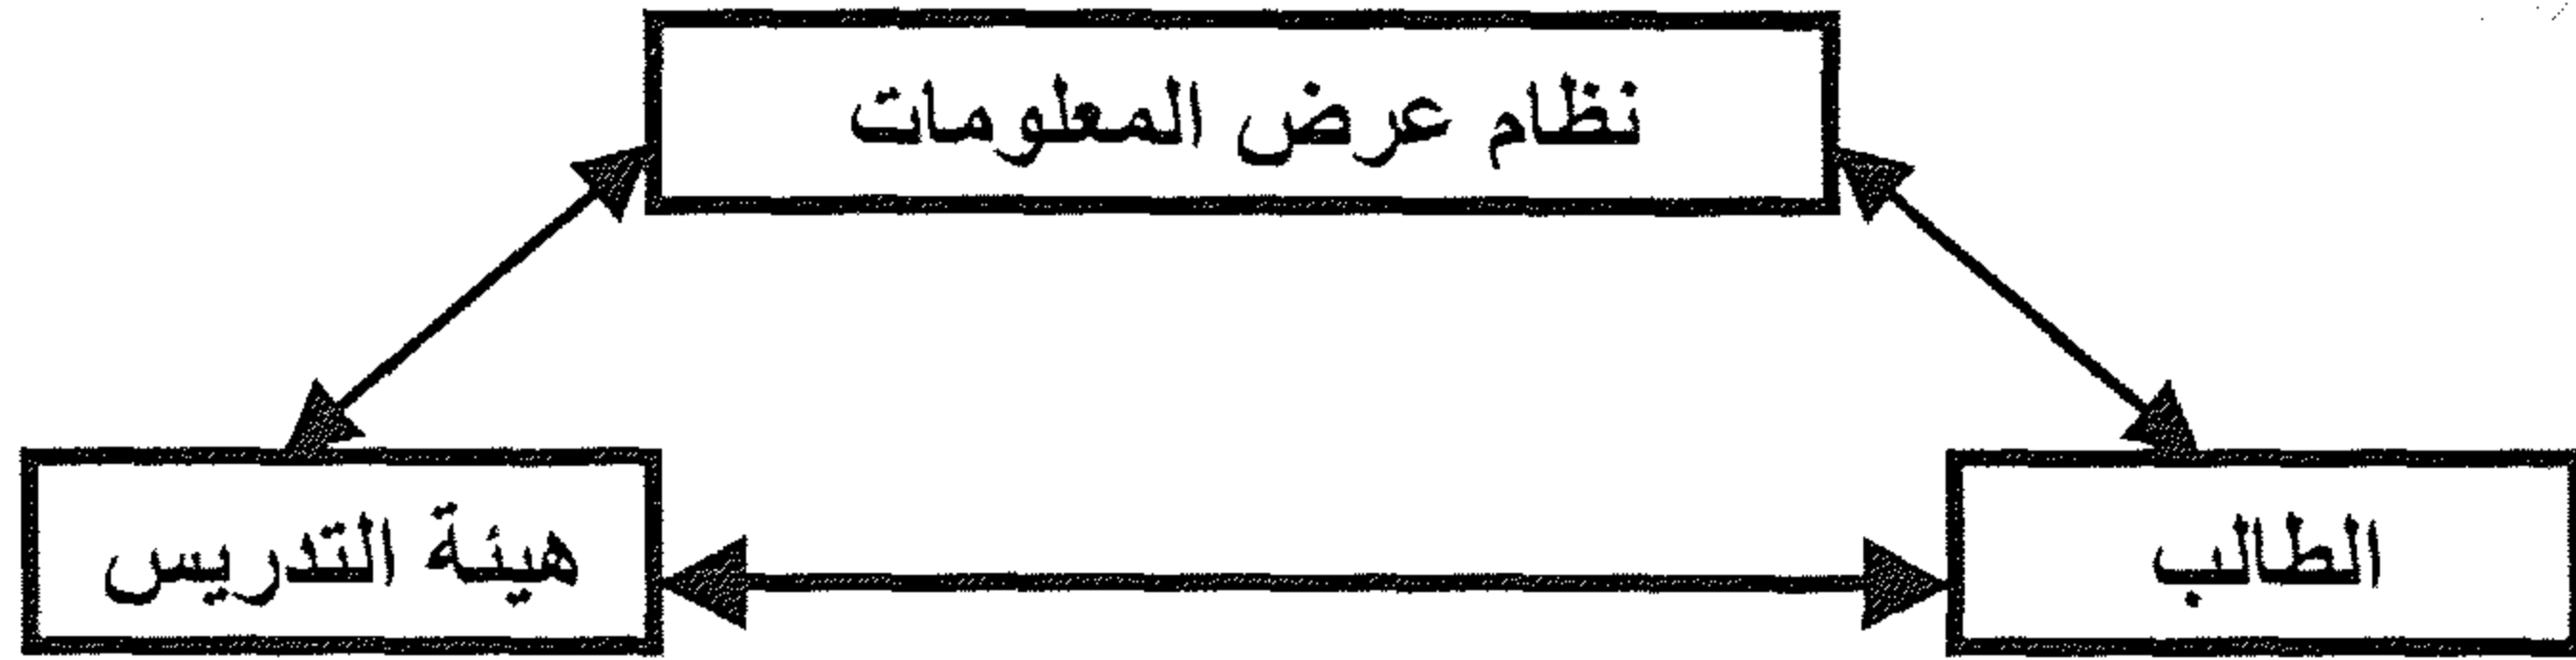 نظام عرض المعلومات
الطالب
هيئة التدريس